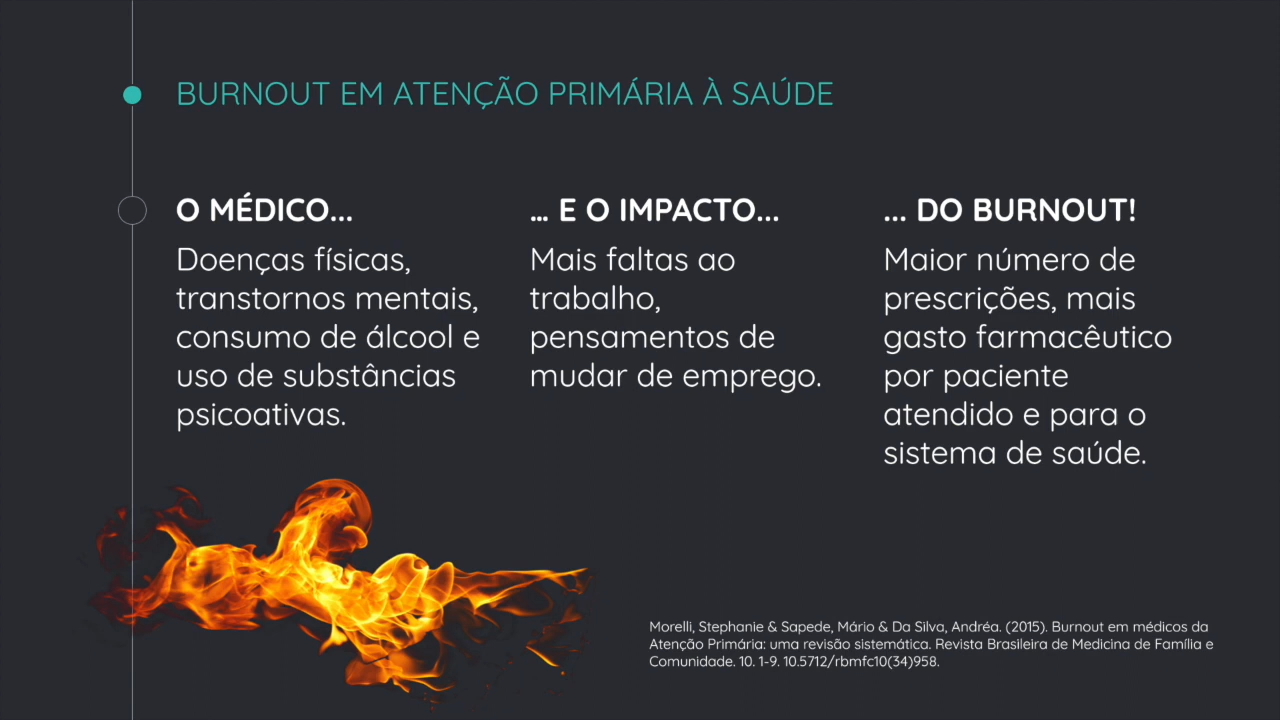 BURNOUT EM ATENÇÃO PRIMÁRIA À SAÚDE
O MÉDICO...
Doenças físicas,
transtornos mentais,
consumo de álcool e
uso de substâncias
psicoativas.
... E O IMPACTO...
Mais faltas ao
trabalho,
pensamentos de
mudar de emprego.
... DO BURNOUT!
Maior número de
prescrições, mais
gasto farmacêutico
por paciente
atendido e para o
sistema de saúde.
Morelli, Stephanie & Sapede, Mário & Da Silva, Andréa. (2015). Burnout em médicos da
Atenção Primária: uma revisão sistemática. Revista Brasileira de Medicina de Família e
Comunidade. 10. 1-9. 10.5712/rbmfc10(34)958.